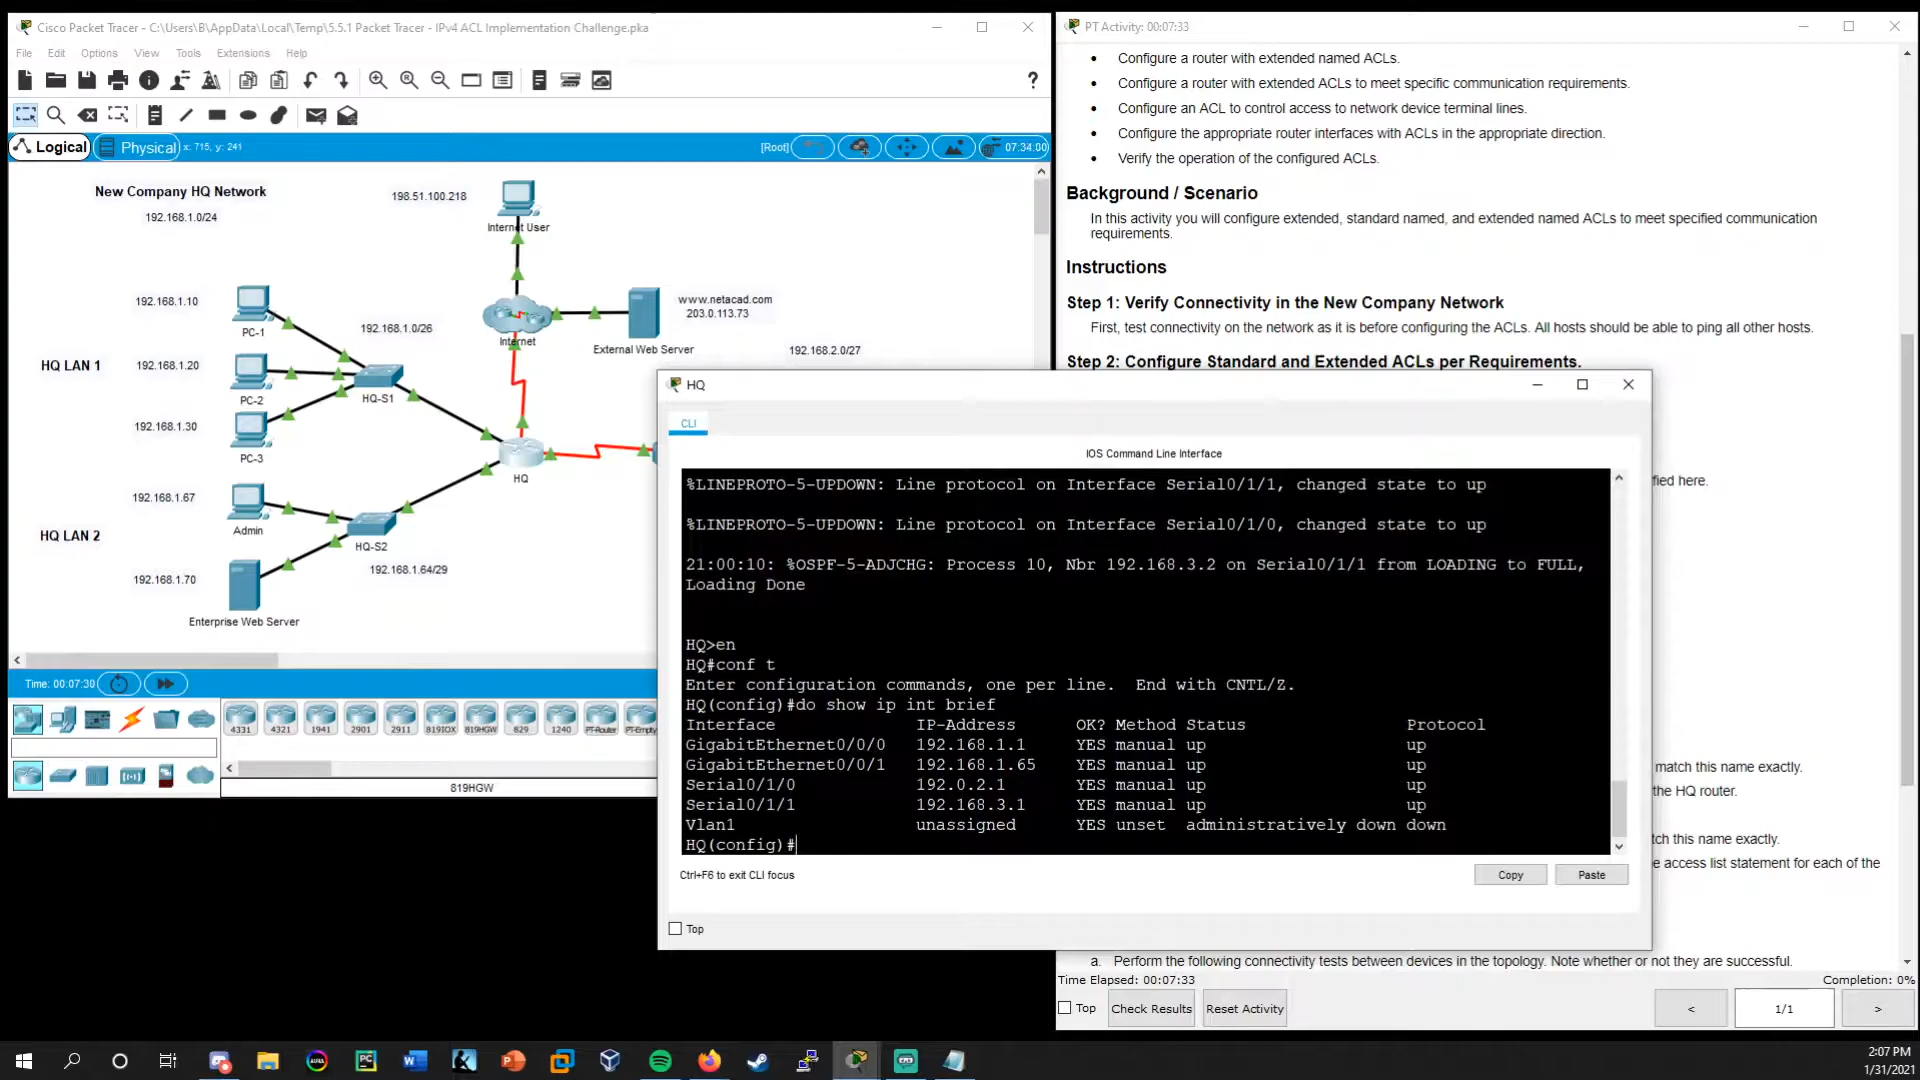 Cisco Packet Tracer - C:\Users\B\AppData\Local\Temp\5.5.1 Packet Tracer - IPv4 ACL Implementation Challenge.pka
File Edit Options View Tools Extensions Help
?
Logical Physical x: 715, y: 241
[Root] 07:34:00
New Company HQ Network
192.168.1.0/24
198.51.100.218
Internet User
192.168.1.10
PC-1
192.168.1.0/26
www.netacad.com
203.0.113.73
Internet
External Web Server
192.168.2.0/27
HQ LAN 1
192.168.1.20
PC-2
HQ-S1
192.168.1.30
PC-3
HQ
192.168.1.67
Admin
HQ LAN 2
HQ-S2
192.168.1.64/29
192.168.1.70
Enterprise Web Server
Time: 00:07:30
4331 4321 1941 2901 2911 819IOX 819HGW 829 1240 PT-Router PT-Empty
819HGW
PT Activity: 00:07:33
• Configure a router with extended named ACLs.
• Configure a router with extended ACLs to meet specific communication requirements.
• Configure an ACL to control access to network device terminal lines.
• Configure the appropriate router interfaces with ACLs in the appropriate direction.
• Verify the operation of the configured ACLs.
Background / Scenario
In this activity you will configure extended, standard named, and extended named ACLs to meet specified communication
requirements.
Instructions
Step 1: Verify Connectivity in the New Company Network
First, test connectivity on the network as it is before configuring the ACLs. All hosts should be able to ping all other hosts.
Step 2: Configure Standard and Extended ACLs per Requirements.
fied here.
match this name exactly.
the HQ router.
tch this name exactly.
e access list statement for each of the
a. Perform the following connectivity tests between devices in the topology. Note whether or not they are successful.
Time Elapsed: 00:07:33 Completion: 0%
Top Check Results Reset Activity < 1/1 >
HQ
CLI
IOS Command Line Interface
%LINEPROTO-5-UPDOWN: Line protocol on Interface Serial0/1/1, changed state to up
%LINEPROTO-5-UPDOWN: Line protocol on Interface Serial0/1/0, changed state to up
21:00:10: %OSPF-5-ADJCHG: Process 10, Nbr 192.168.3.2 on Serial0/1/1 from LOADING to FULL,
Loading Done
HQ>en
HQ#conf t
Enter configuration commands, one per line. End with CNTL/Z.
HQ(config)#do show ip int brief
Interface IP-Address OK? Method Status Protocol
GigabitEthernet0/0/0 192.168.1.1 YES manual up up
GigabitEthernet0/0/1 192.168.1.65 YES manual up up
Serial0/1/0 192.0.2.1 YES manual up up
Serial0/1/1 192.168.3.1 YES manual up up
Vlan1 unassigned YES unset administratively down down
HQ(config)#
Ctrl+F6 to exit CLI focus
Copy Paste
Top
2:07 PM
1/31/2021